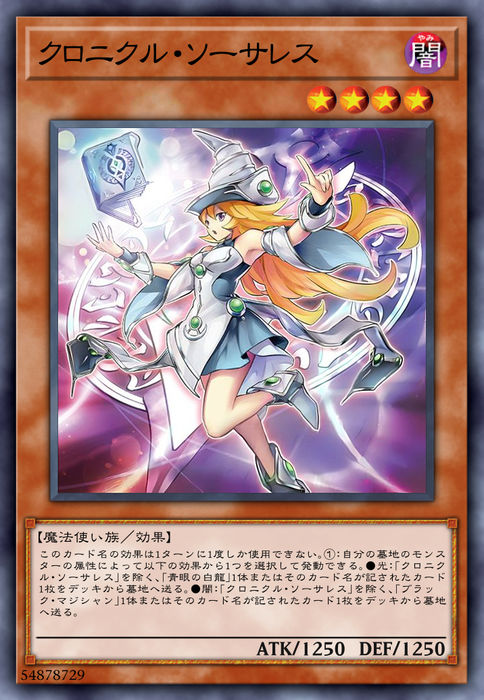 クロニクル・ソーサレス
やみ
闇
【魔法使い族／効果】
このカード名の効果は1ターンに1度しか使用できない。①：自分の墓地のモンス
ターの属性によって以下の効果から1つを選択して発動できる。●光：「クロニク
ル・ソーサレス」を除く、「青眼の白龍」1体またはそのカード名が記されたカード
1枚をデッキから墓地へ送る。●闇：「クロニクル・ソーサレス」を除く、「ブラッ
ク・マジシャン」1体またはそのカード名が記されたカード1枚をデッキから墓地
へ送る。
ATK/1250 DEF/1250
54878729